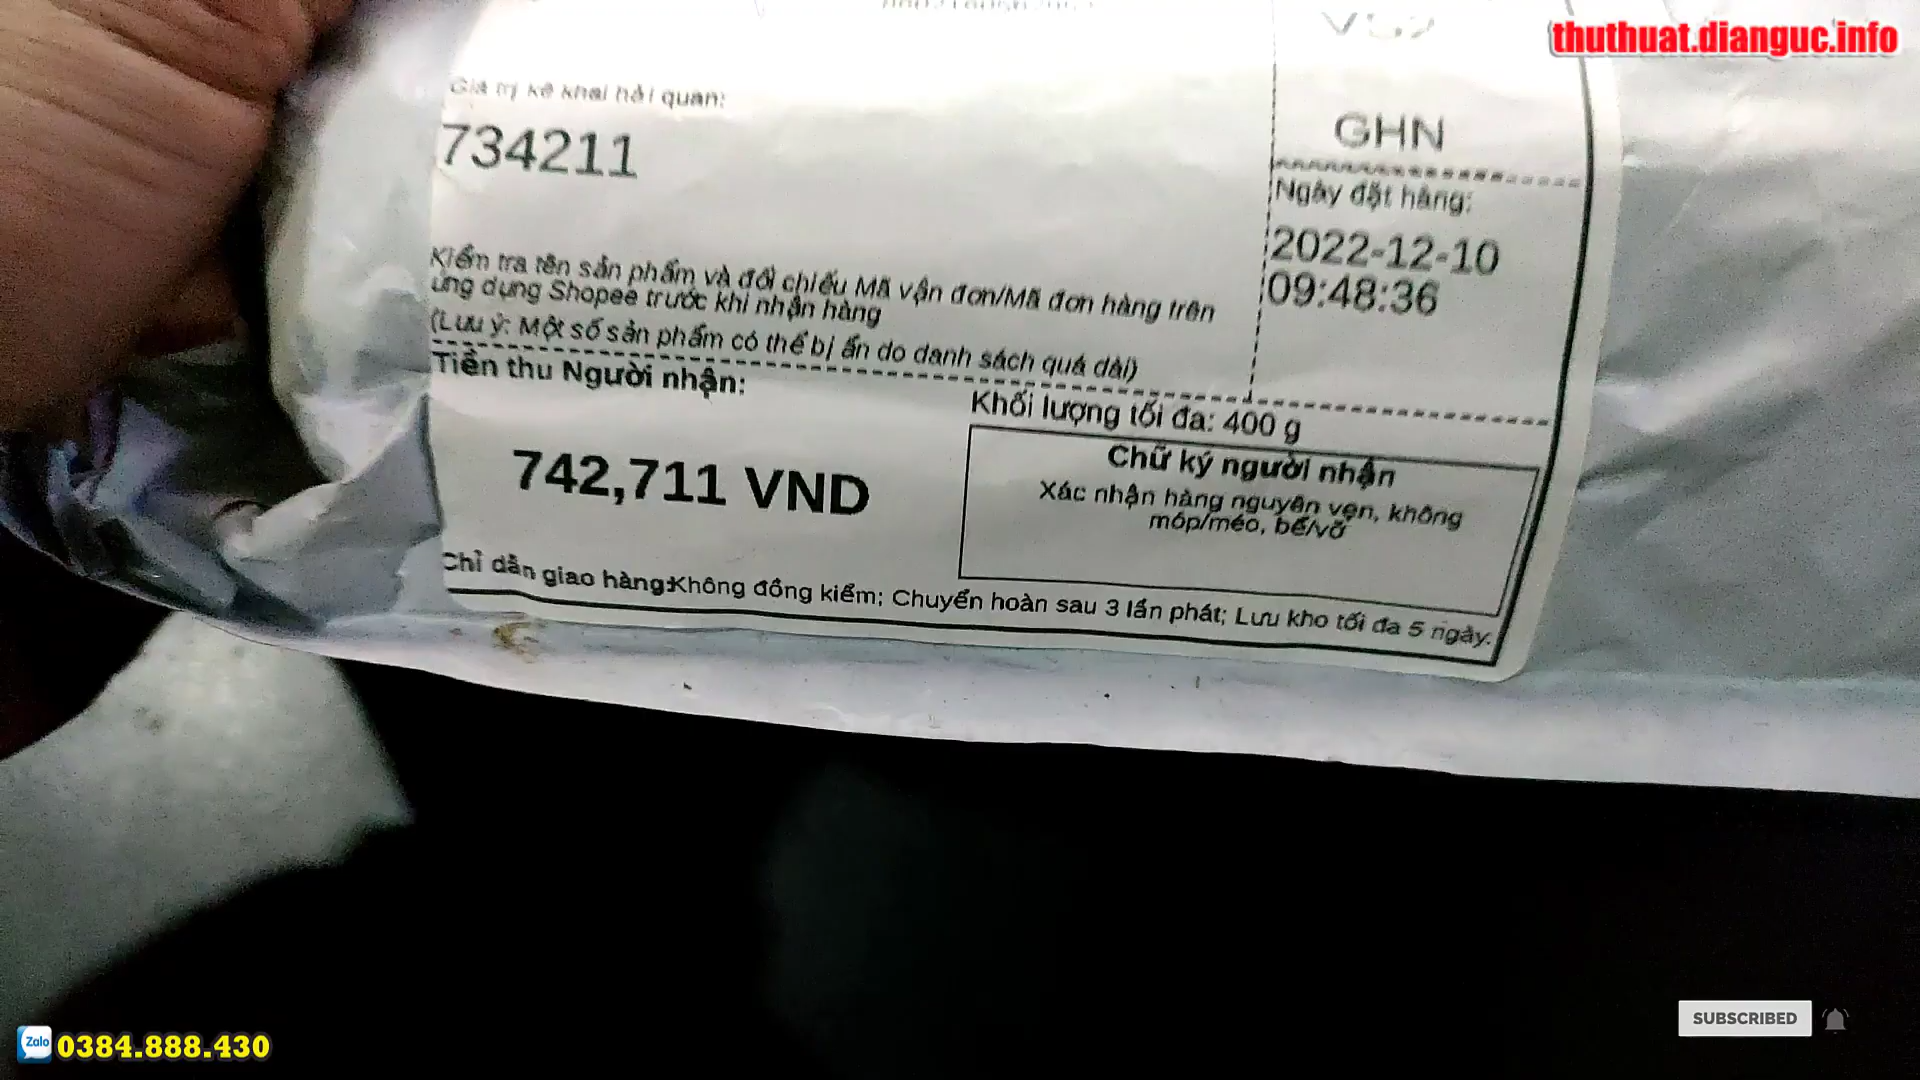 thuthuat.dianguc.info
Giá trị kê khai hải quan:
734211
GHN
Ngày đặt hàng:
2022-12-10
09:48:36
Kiểm tra tên sản phẩm và đối chiếu Mã vận đơn/Mã đơn hàng trên
ứng dụng Shopee trước khi nhận hàng
(Lưu ý: Một số sản phẩm có thể bị ẩn do danh sách quá dài)
Tiền thu Người nhận:
742,711 VND
Khối lượng tối đa: 400 g
Chữ ký người nhận
Xác nhận hàng nguyên vẹn, không
móp/méo, bể/vỡ
Chỉ dẫn giao hàng:Không đồng kiểm; Chuyển hoàn sau 3 lần phát; Lưu kho tối đa 5 ngày.
SUBSCRIBED
Zalo 0384.888.430